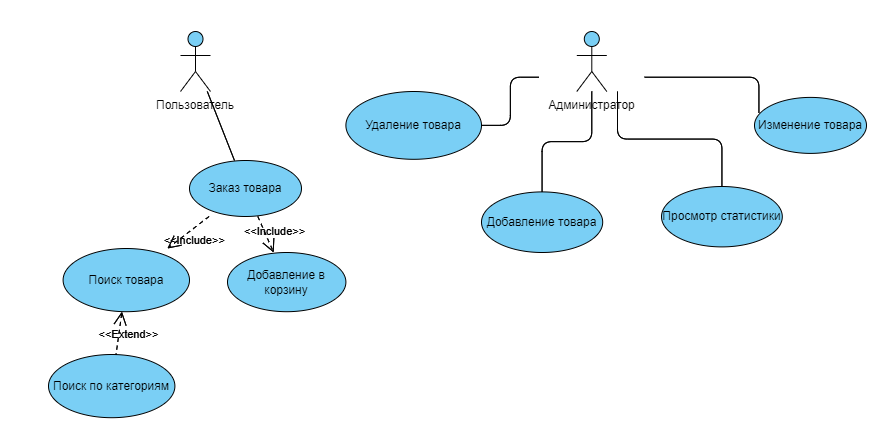 Пользователь
Администратор
Удаление товара
Изменение товара
Заказ товара
Добавление товара
Просмотр статистики
<<Include>>
<<Include>>
Поиск товара
Добавление в
корзину
<<Extend>>
Поиск по категориям